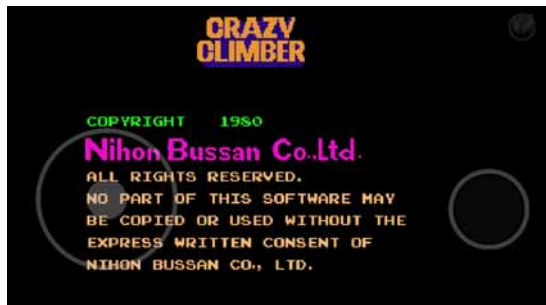 CRAZY
CLIMBER
COPYRIGHT 1980
Nihon Bussan Co.,Ltd.
ALL RIGHTS RESERVED.
NO PART OF THIS SOFTWARE MAY
BE COPIED OR USED WITHOUT THE
EXPRESS WRITTEN CONSENT OF
NIHON BUSSAN CO., LTD.